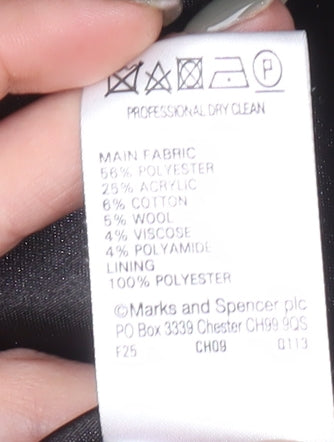 P
PROFESSIONAL DRY CLEAN
MAIN FABRIC
56% POLYESTER
25% ACRYLIC
6% COTTON
5% WOOL
4% VISCOSE
4% POLYAMIDE
LINING
100% POLYESTER
©Marks and Spencer plc
PO Box 3339 Chester CH99 9QS
F25 CH09 0113